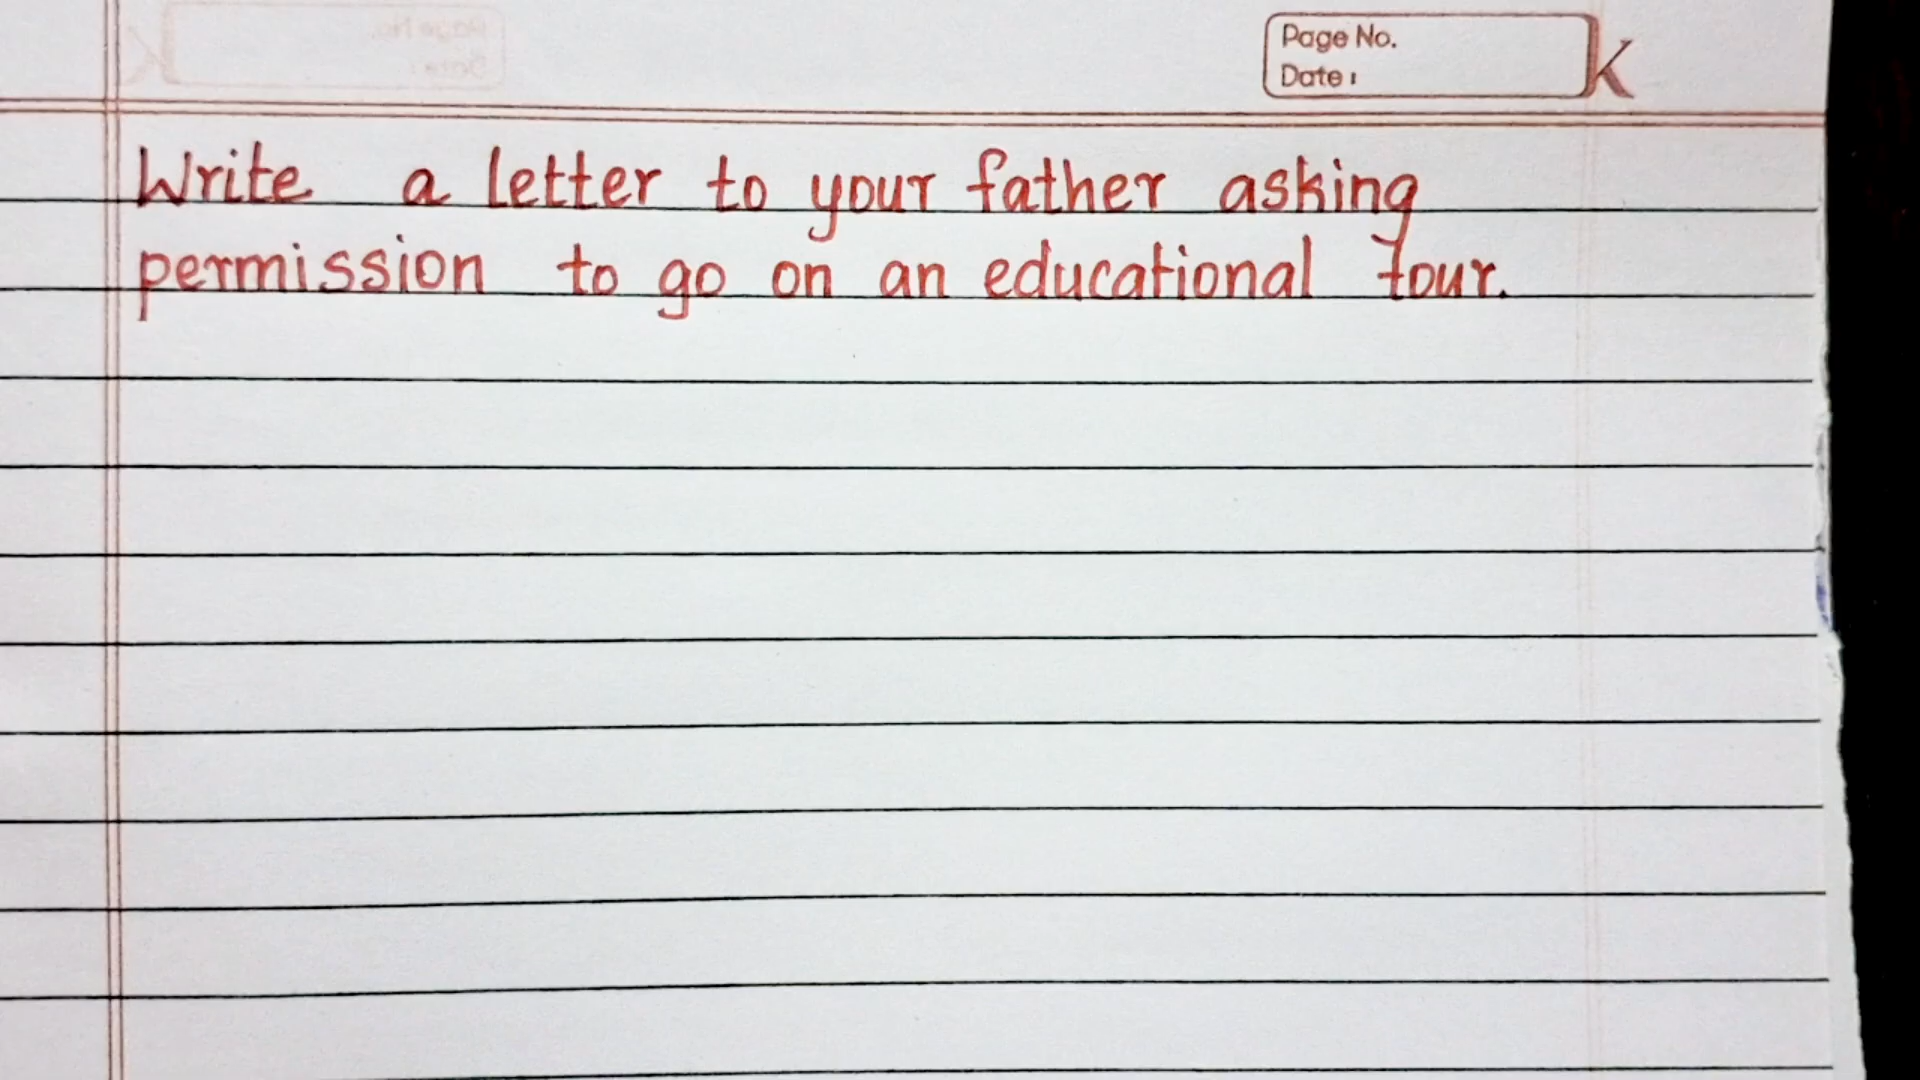 Page No.
Date :
K
Write a letter to your father asking
permission to go on an educational tour.